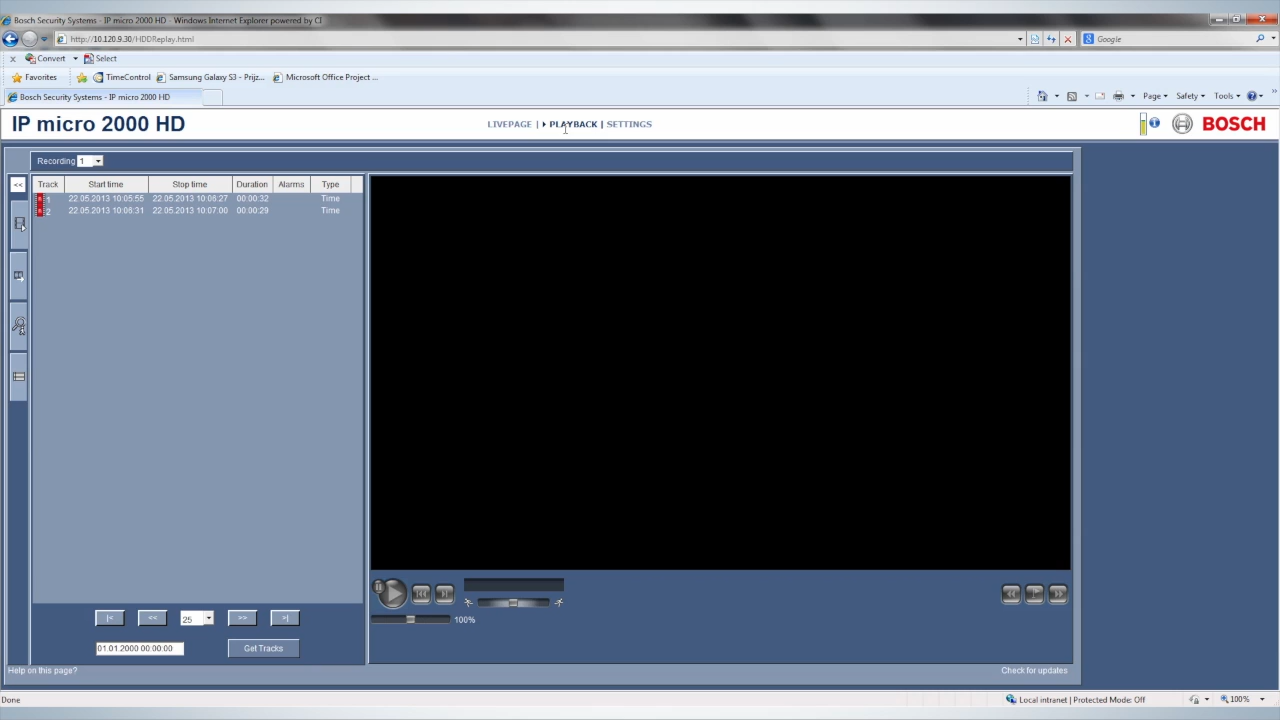 Bosch Security Systems - IP micro 2000 HD - Windows Internet Explorer powered by CI
http://10.120.9.30/HDDReplay.html
Google
x Convert Select
Favorites TimeControl Samsung Galaxy S3 - Prijz... Microsoft Office Project ...
Bosch Security Systems - IP micro 2000 HD
Page Safety Tools
IP micro 2000 HD
LIVEPAGE | PLAYBACK | SETTINGS
BOSCH
Recording 1
<<
Track Start time Stop time Duration Alarms Type
1 22.05.2013 10:05:55 22.05.2013 10:06:27 00:00:32 Time
2 22.05.2013 10:06:31 22.05.2013 10:07:00 00:00:29 Time
|< << 25 >> >|
100%
01.01.2000 00:00:00 Get Tracks
Help on this page?
Check for updates
Done
Local intranet | Protected Mode: Off
100%